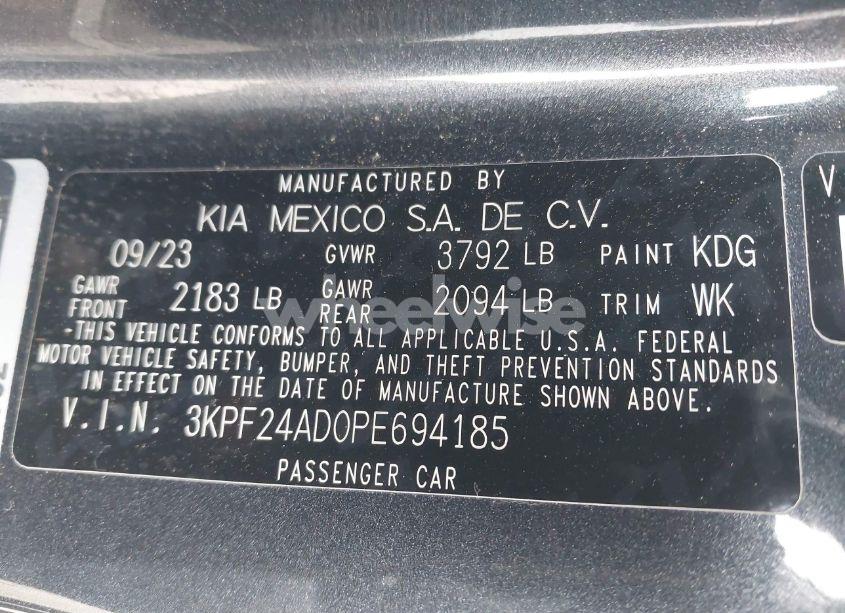 MANUFACTURED BY
KIA MEXICO S.A. DE C.V.
09/23 GVWR 3792 LB PAINT KDG
GAWR FRONT 2183 LB GAWR REAR 2094 LB TRIM WK
-THIS VEHICLE CONFORMS TO ALL APPLICABLE U.S.A. FEDERAL
MOTOR VEHICLE SAFETY, BUMPER, AND THEFT PREVENTION STANDARDS
IN EFFECT ON THE DATE OF MANUFACTURE SHOWN ABOVE.
V.I.N. 3KPF24AD0PE694185
PASSENGER CAR
wheelwise
V